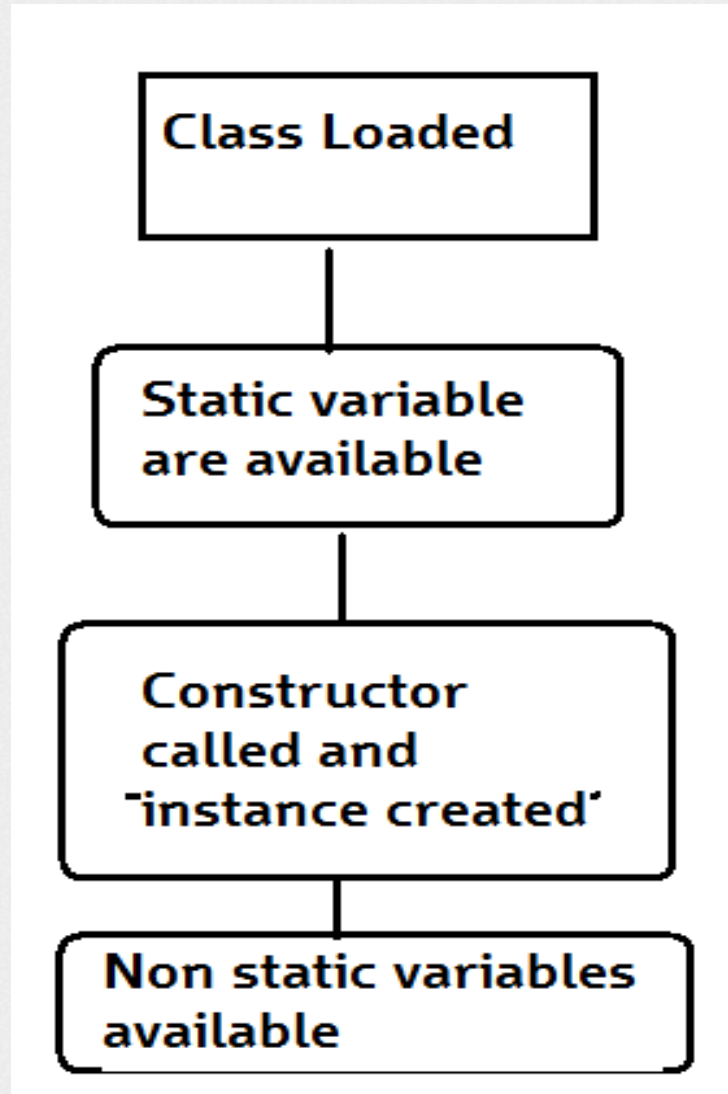 Class Loaded
Static variable
are available
Constructor
called and
"instance created"
Non static variables
available